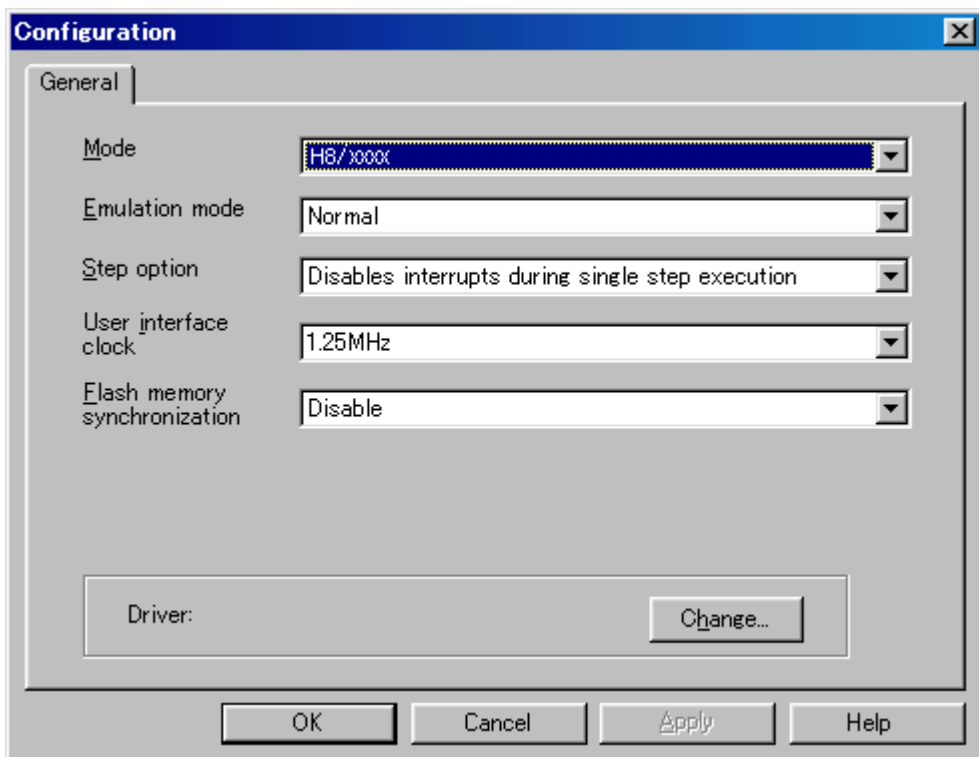 Configuration
General
Mode
H8/xxxx
Emulation mode
Normal
Step option
Disables interrupts during single step execution
User interface
clock
1.25MHz
Flash memory
synchronization
Disable
Driver:
Change...
OK
Cancel
Apply
Help